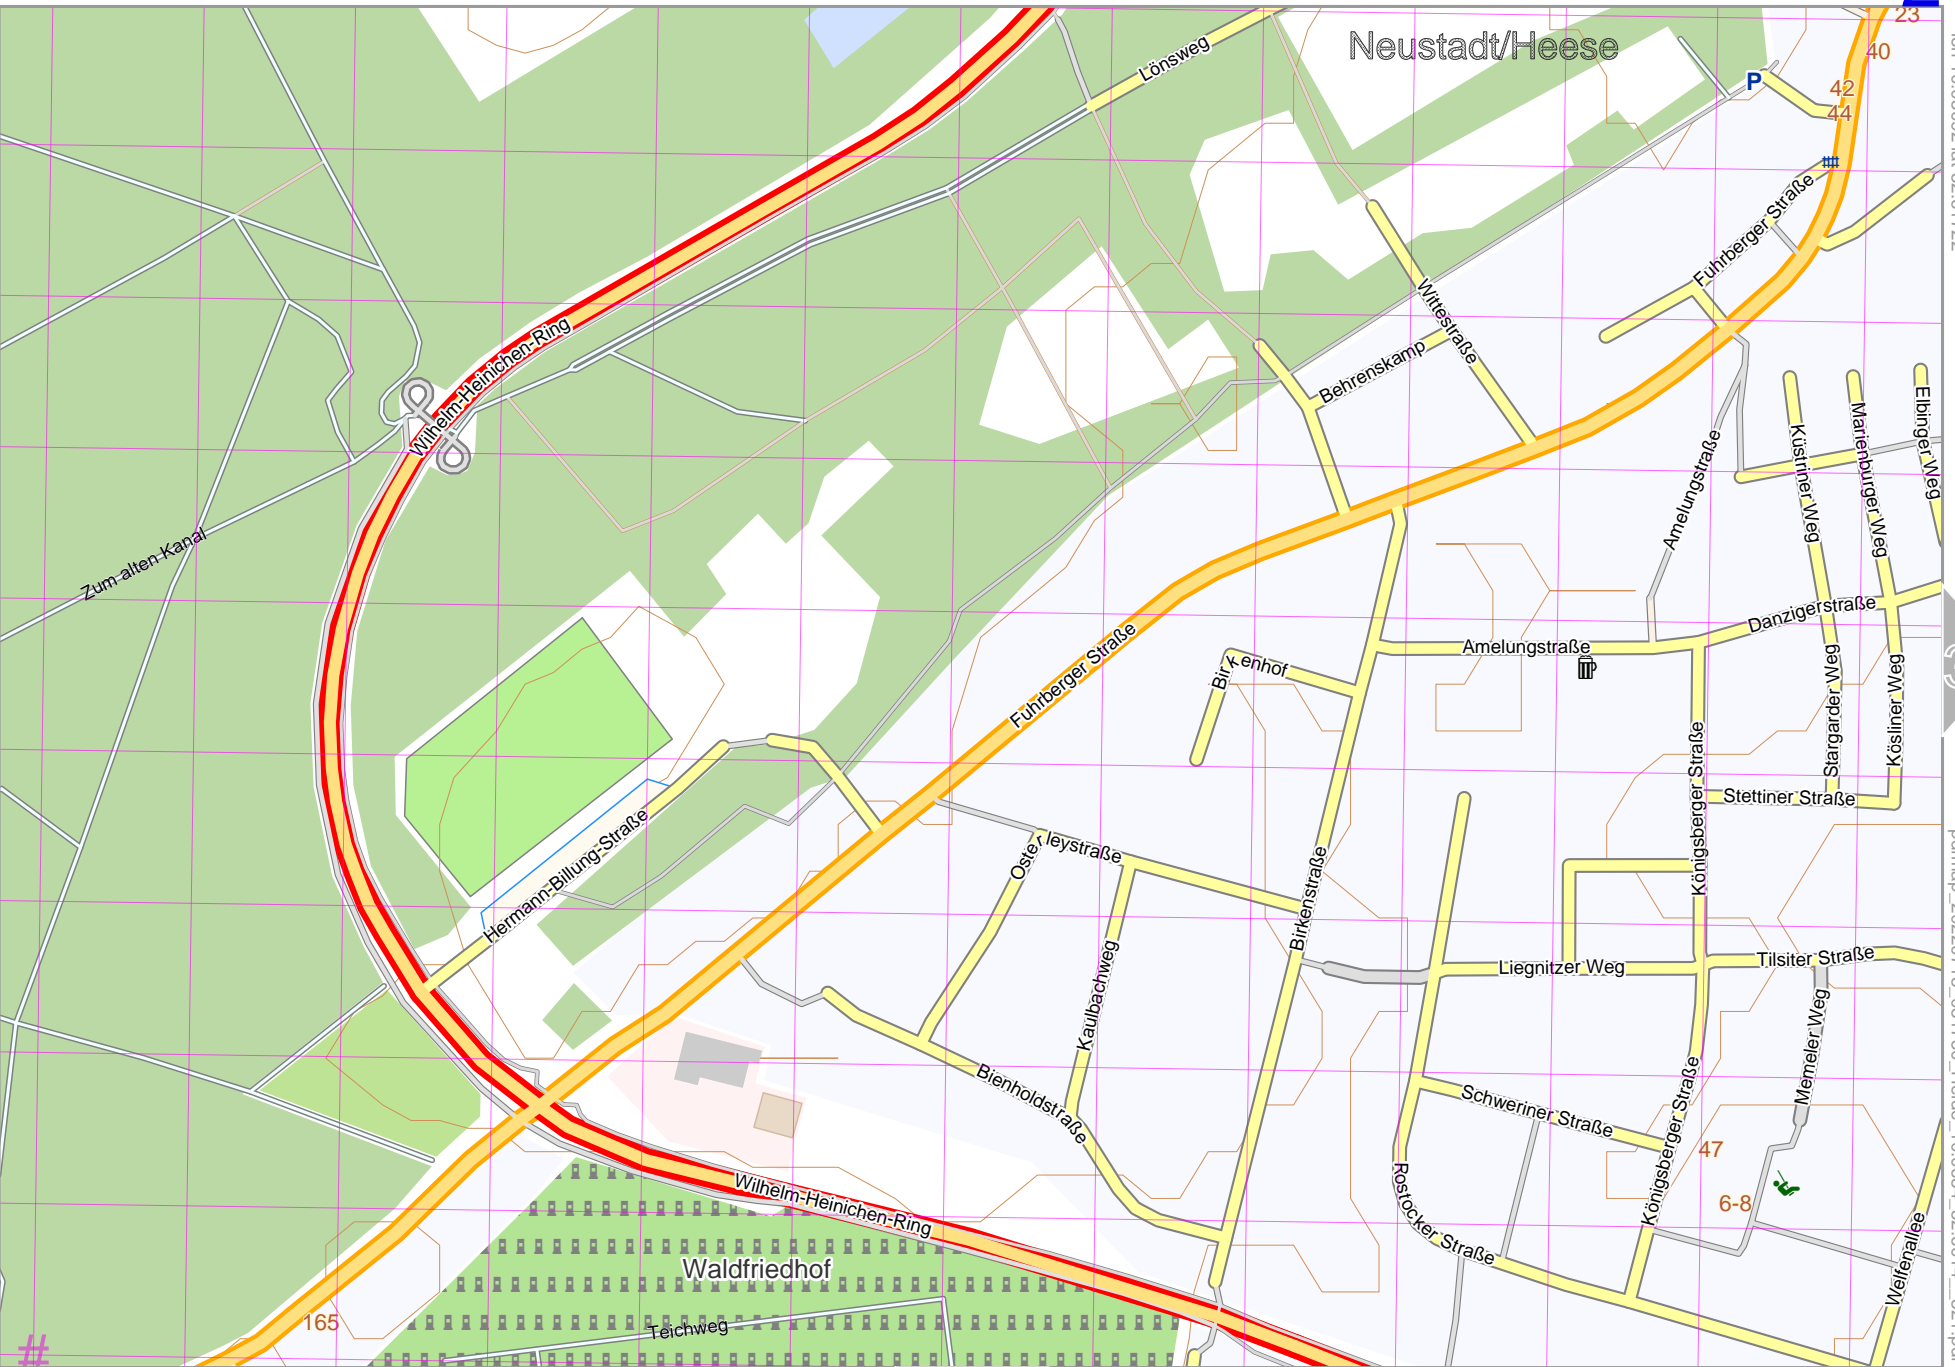 23
Neustadt/Heese
Lönsweg
40
P
42
44
Fuhrberger Straße
Wilhelm-Heinichen-Ring
Wittestraße
Behrenskamp
Elbinger Weg
Marienburger Weg
Küstriner Weg
Amelungstraße
Zum alten Kanal
Danzigerstraße
Fuhrberger Straße
Amelungstraße
Birkenhof
Stargarder Weg
Kösliner Weg
Königsberger Straße
Stettiner Straße
Hermann-Billung-Straße
Osterleystraße
Birkenstraße
Kaulbachweg
Liegnitzer Weg
Tilsiter Straße
Memeler Weg
Bienholdstraße
Schweriner Straße
Königsberger Straße
47
6-8
Rostocker Straße
Wilhelm-Heinichen-Ring
Welfenallee
Waldfriedhof
165
Teichweg
#